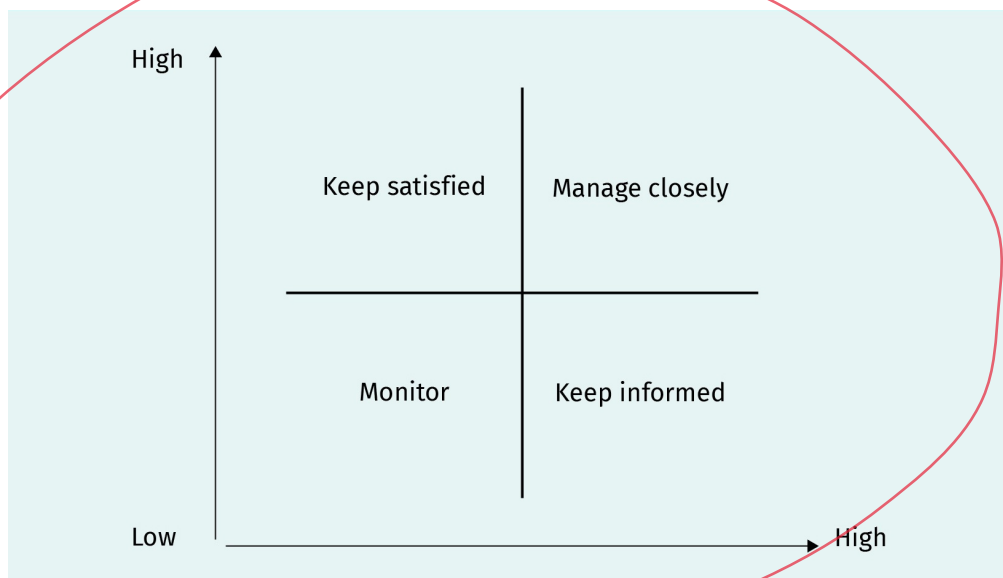 High
Keep satisfied
Manage closely
Monitor
Keep informed
Low
High